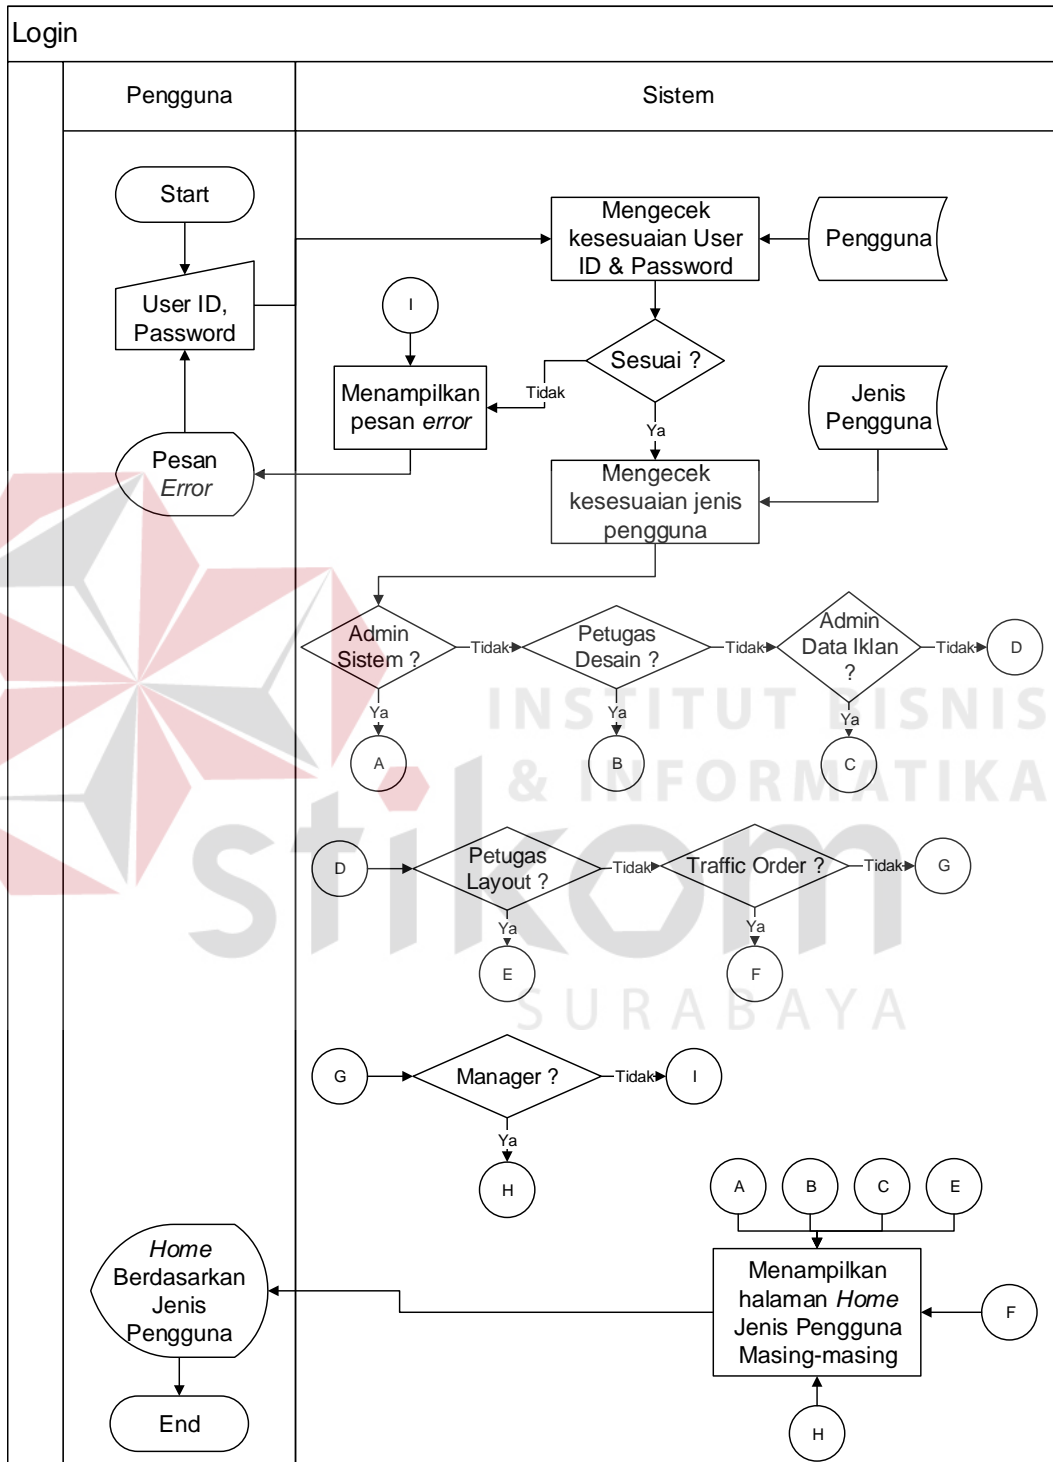 Login
Pengguna
Sistem
Start
Mengecek
kesesuaian User
ID & Password
Pengguna
User ID,
Password
I
Sesuai ?
Tidak
Menampilkan
pesan error
Jenis
Pengguna
Ya
Pesan
Error
Mengecek
kesesuaian jenis
pengguna
Admin
Sistem ?
Tidak
Petugas
Desain ?
Tidak
Admin
Data Iklan
?
Tidak
D
Ya
Ya
Ya
A
B
C
INSTITUT BISNIS
& INFORMATIKA
stikom
SURABAYA
D
Petugas
Layout ?
Tidak
Traffic Order ?
Tidak
G
Ya
Ya
E
F
G
Manager ?
Tidak
I
Ya
H
A
B
C
E
Home
Berdasarkan
Jenis
Pengguna
Menampilkan
halaman Home
Jenis Pengguna
Masing-masing
F
End
H